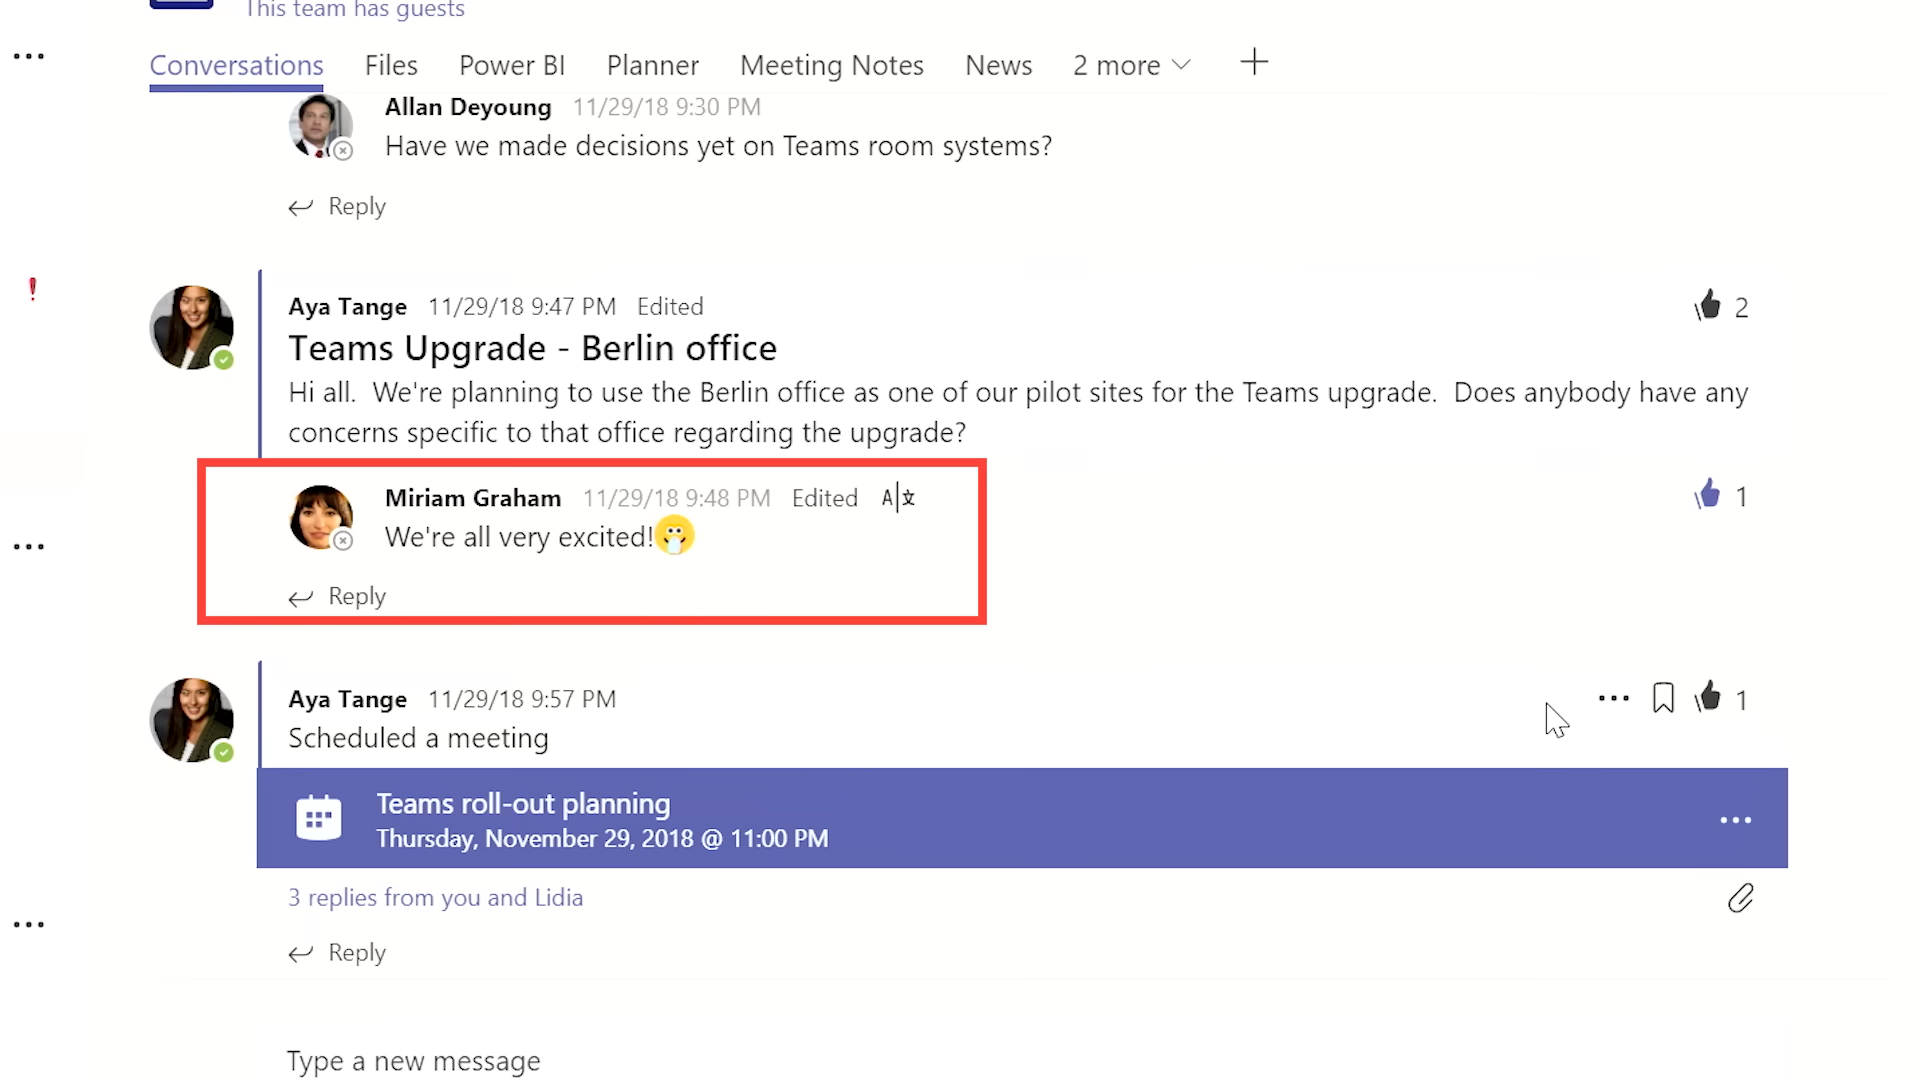 This team has guests
Conversations Files Power BI Planner Meeting Notes News 2 more
Allan Deyoung 11/29/18 9:30 PM
Have we made decisions yet on Teams room systems?
Reply
Aya Tange 11/29/18 9:47 PM Edited 2
Teams Upgrade - Berlin office
Hi all. We're planning to use the Berlin office as one of our pilot sites for the Teams upgrade. Does anybody have any
concerns specific to that office regarding the upgrade?
Miriam Graham 11/29/18 9:48 PM Edited A|文 1
We're all very excited!
Reply
Aya Tange 11/29/18 9:57 PM 1
Scheduled a meeting
Teams roll-out planning
Thursday, November 29, 2018 @ 11:00 PM
3 replies from you and Lidia
Reply
Type a new message